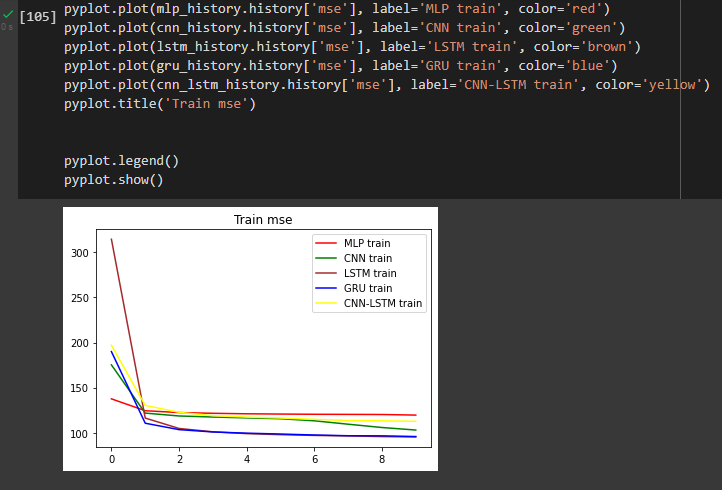 [105] pyplot.plot(mlp_history.history['mse'], label='MLP train', color='red')
pyplot.plot(cnn_history.history['mse'], label='CNN train', color='green')
pyplot.plot(lstm_history.history['mse'], label='LSTM train', color='brown')
pyplot.plot(gru_history.history['mse'], label='GRU train', color='blue')
pyplot.plot(cnn_lstm_history.history['mse'], label='CNN-LSTM train', color='yellow')
pyplot.title('Train mse')
pyplot.legend()
pyplot.show()
Train mse
MLP train
CNN train
LSTM train
GRU train
CNN-LSTM train
300
250
200
150
100
0 2 4 6 8